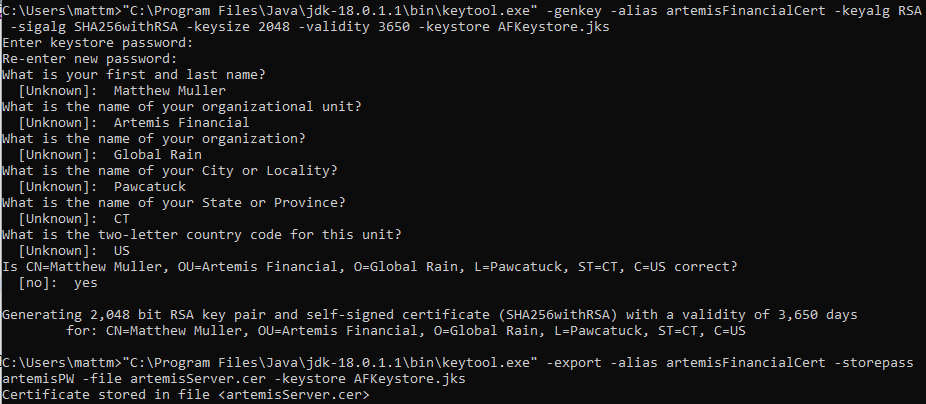 C:\Users\mattm>"C:\Program Files\Java\jdk-18.0.1.1\bin\keytool.exe" -genkey -alias artemisFinancialCert -keyalg RSA
-sigalg SHA256withRSA -keysize 2048 -validity 3650 -keystore AFKeystore.jks
Enter keystore password:
Re-enter new password:
What is your first and last name?
  [Unknown]:  Matthew Muller
What is the name of your organizational unit?
  [Unknown]:  Artemis Financial
What is the name of your organization?
  [Unknown]:  Global Rain
What is the name of your City or Locality?
  [Unknown]:  Pawcatuck
What is the name of your State or Province?
  [Unknown]:  CT
What is the two-letter country code for this unit?
  [Unknown]:  US
Is CN=Matthew Muller, OU=Artemis Financial, O=Global Rain, L=Pawcatuck, ST=CT, C=US correct?
  [no]:  yes

Generating 2,048 bit RSA key pair and self-signed certificate (SHA256withRSA) with a validity of 3,650 days
        for: CN=Matthew Muller, OU=Artemis Financial, O=Global Rain, L=Pawcatuck, ST=CT, C=US

C:\Users\mattm>"C:\Program Files\Java\jdk-18.0.1.1\bin\keytool.exe" -export -alias artemisFinancialCert -storepass
artemisPW -file artemisServer.cer -keystore AFKeystore.jks
Certificate stored in file <artemisServer.cer>